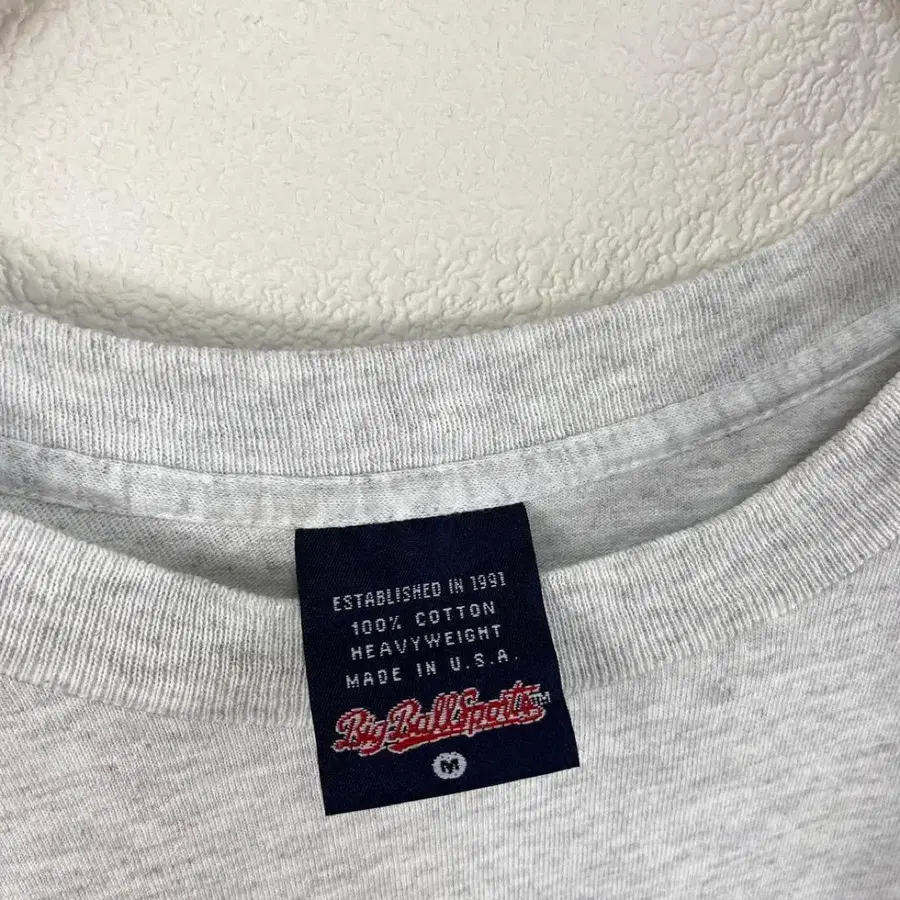 ESTABLISHED IN 1991
100% COTTON
HEAVYWEIGHT
MADE IN U.S.A.
Big Ball Sports™
M